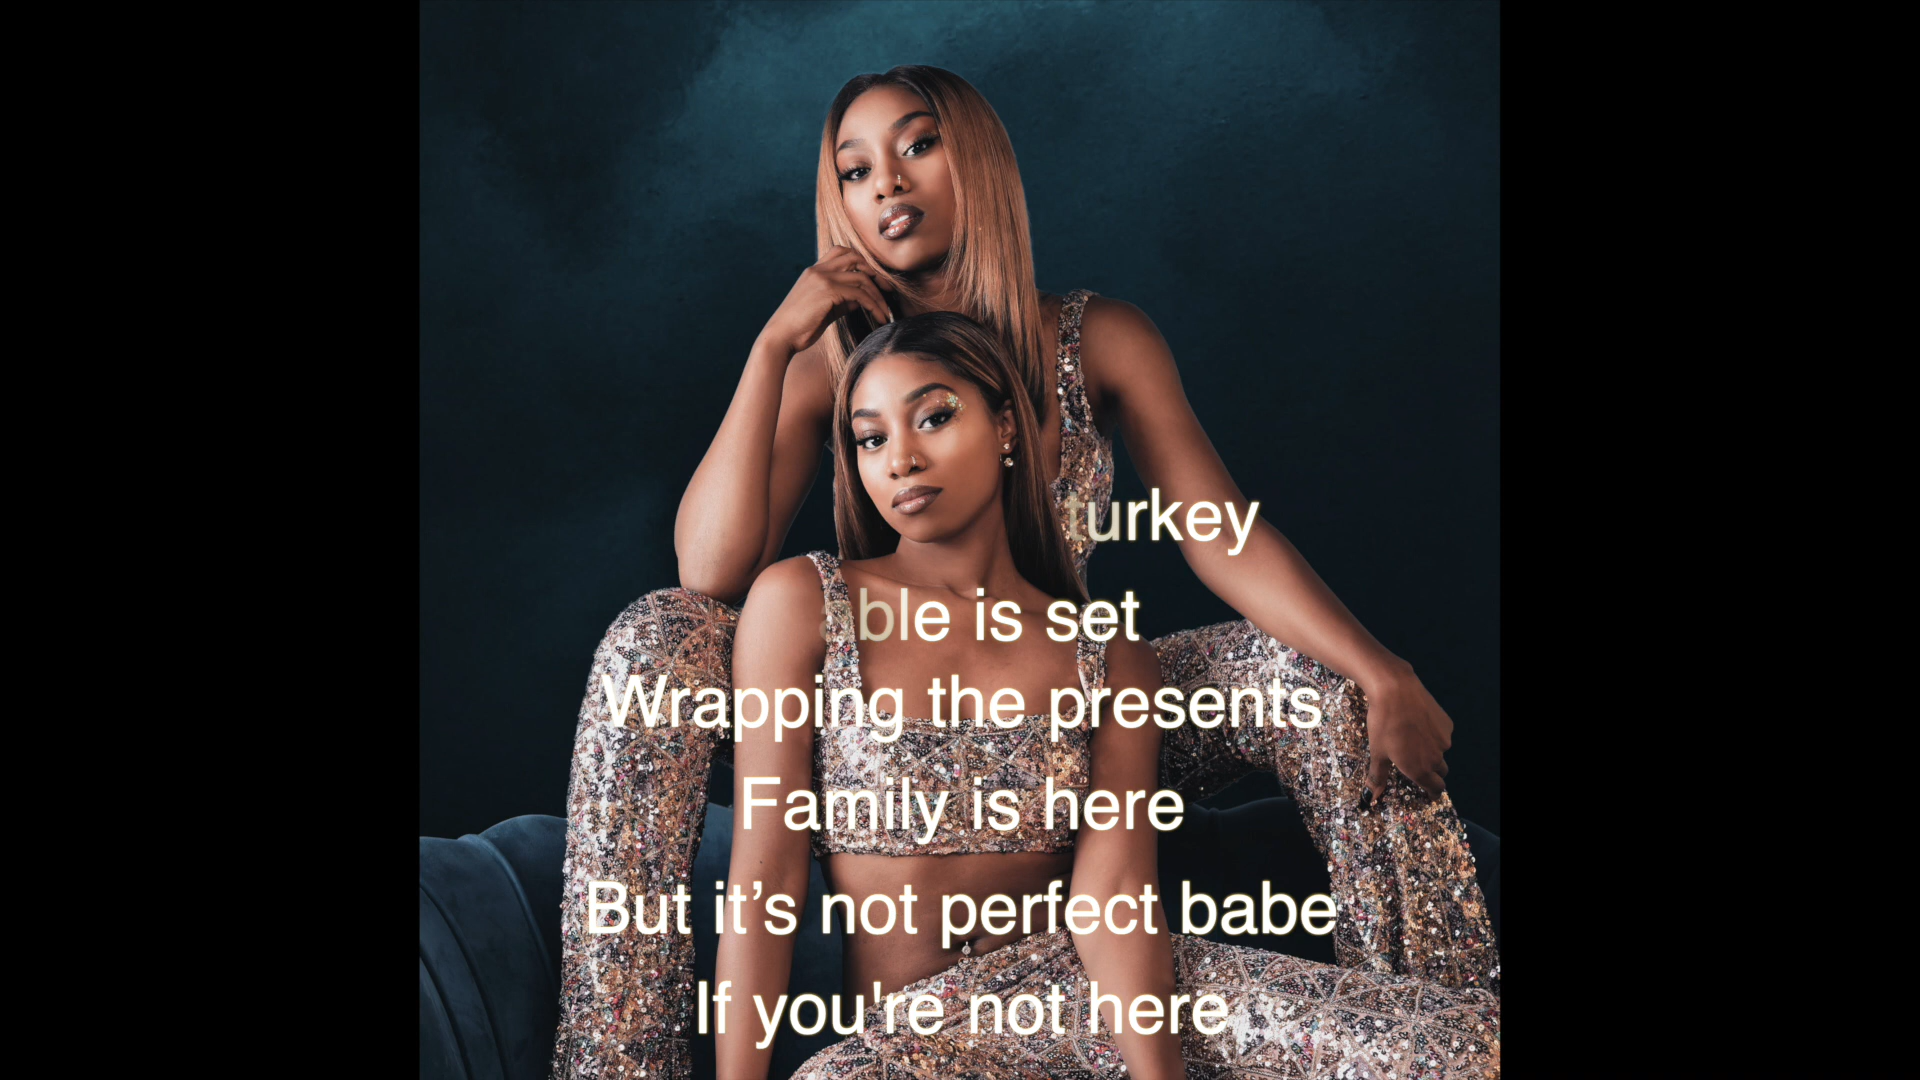 turkey
able is set
Wrapping the presents
Family is here
But it’s not perfect babe
If you're not here